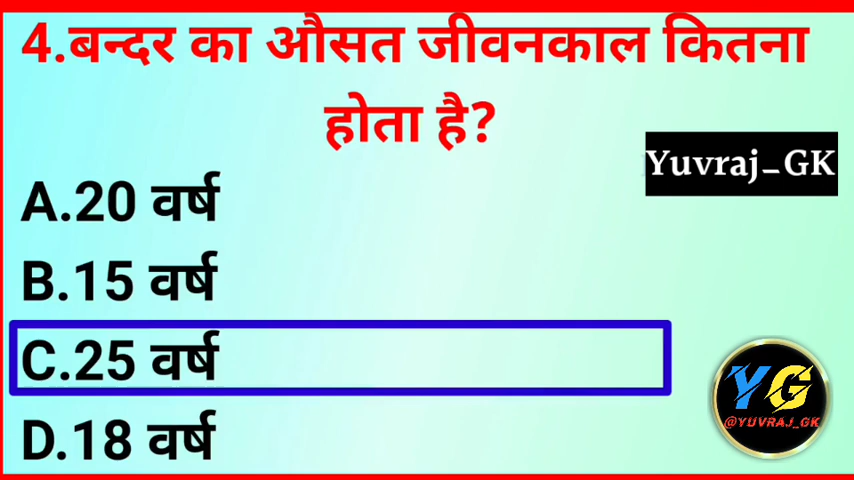 4.बन्दर का औसत जीवनकाल कितना
होता है?
Yuvraj_GK
A.20 वर्ष
B.15 वर्ष
C.25 वर्ष
D.18 वर्ष
YG
@YUVRAJ_GK